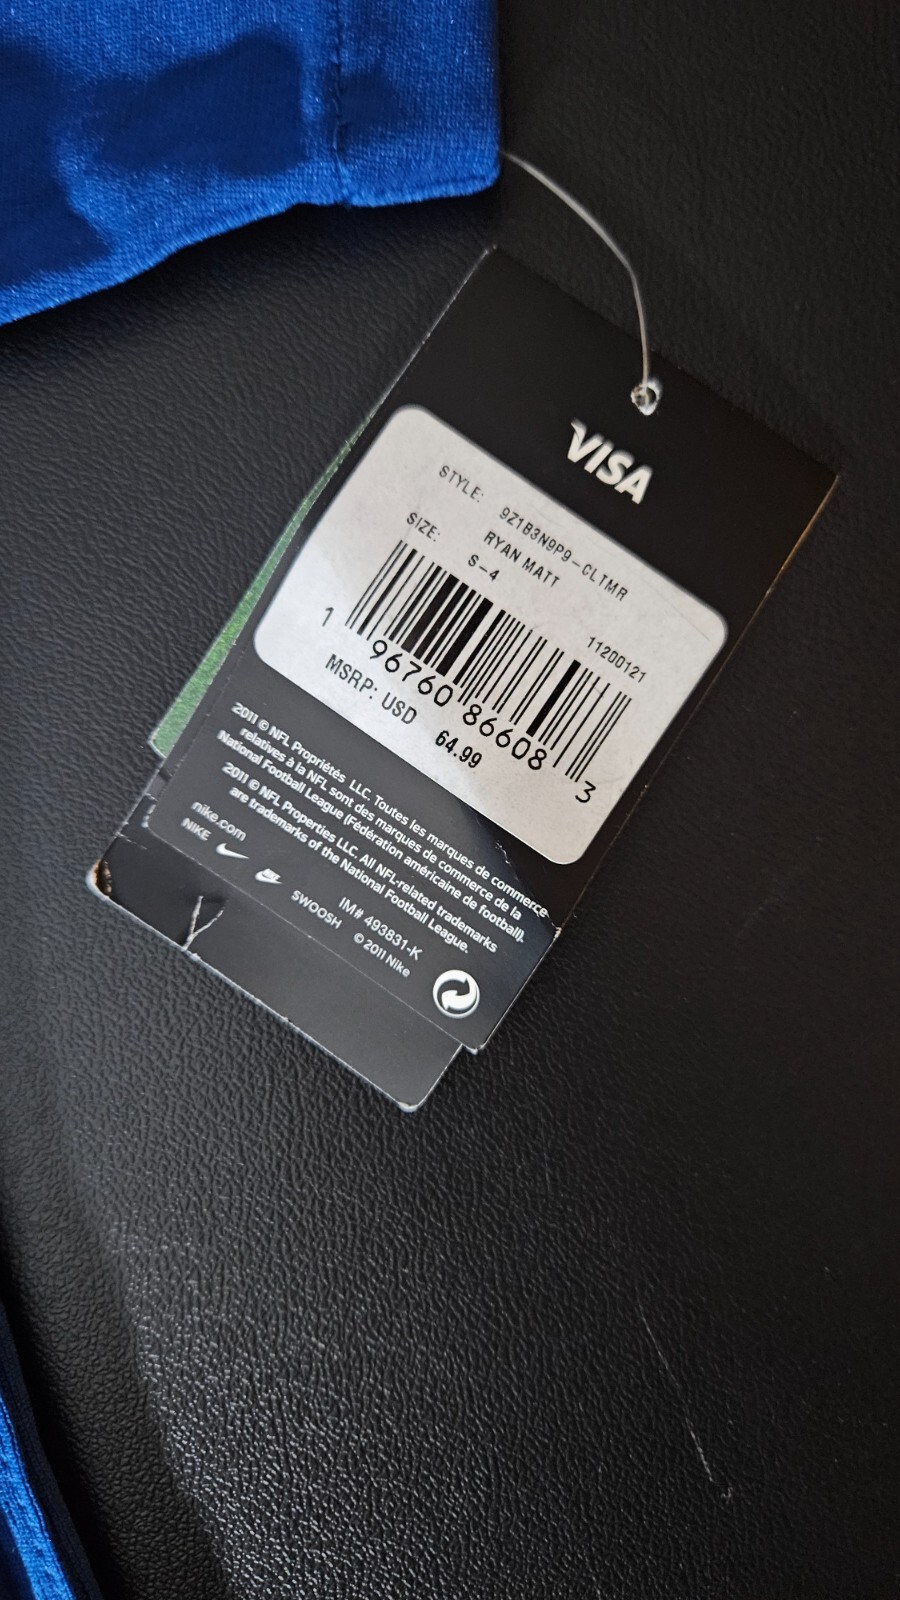 VISA
STYLE: 9Z1B3N9P9-CLTMR
RYAN MATT
SIZE: S-4
11200121
1 96760 86608 3
MSRP: USD 64.99
2011 © NFL Propriétés LLC. Toutes les marques de commerce
relatives à la NFL sont des marques de commerce de la
National Football League (Fédération américaine de football).
2011 © NFL Properties LLC. All NFL-related trademarks
are trademarks of the National Football League.
nike.com
IM# 493831-K
NIKE SWOOSH © 2011 Nike